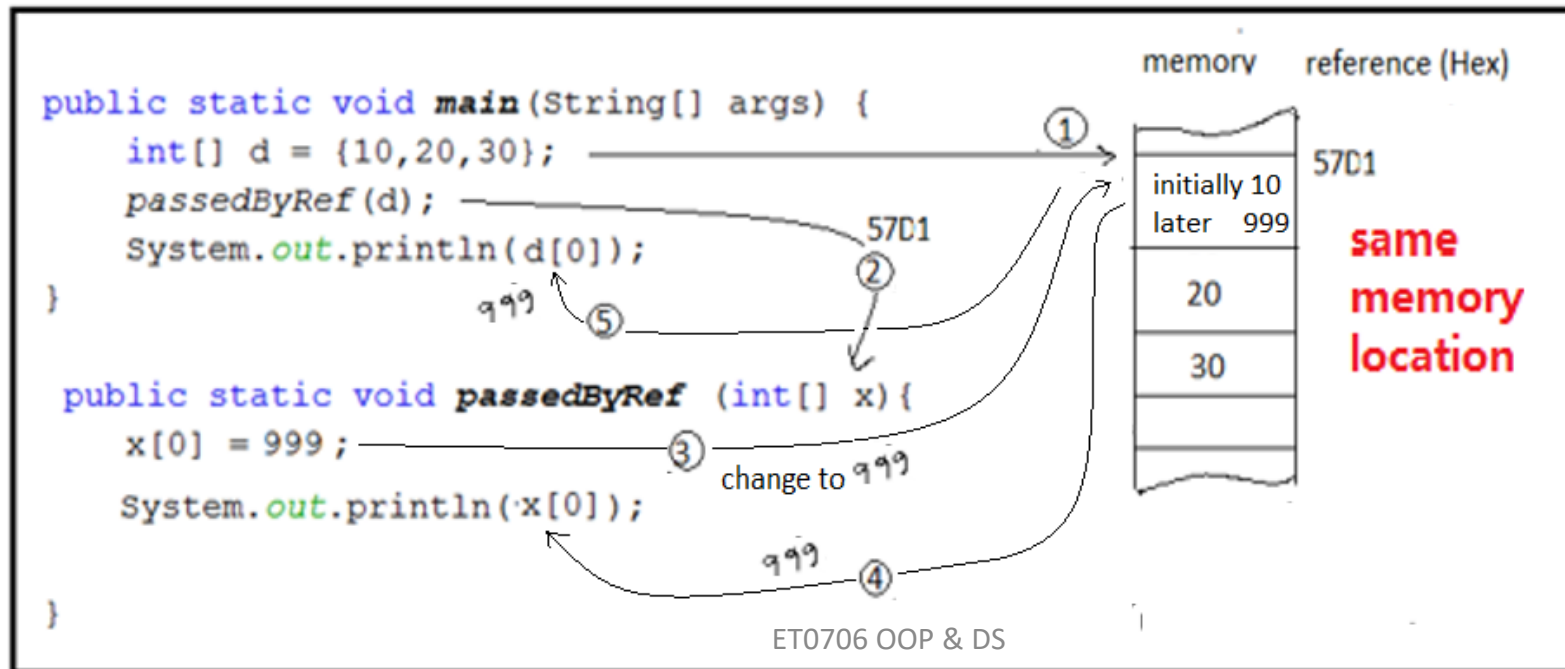 memory reference (Hex)
public static void main(String[] args) {
①
int[] d = {10,20,30};
57D1
initially 10
later 999
passedByRef(d);
57D1
System.out.println(d[0]);
②
same
memory
location
20
}
999
⑤
30
public static void passedByRef (int[] x){
x[0] = 999;
③
change to 999
System.out.println(x[0]);
999
④
}
ET0706 OOP & DS